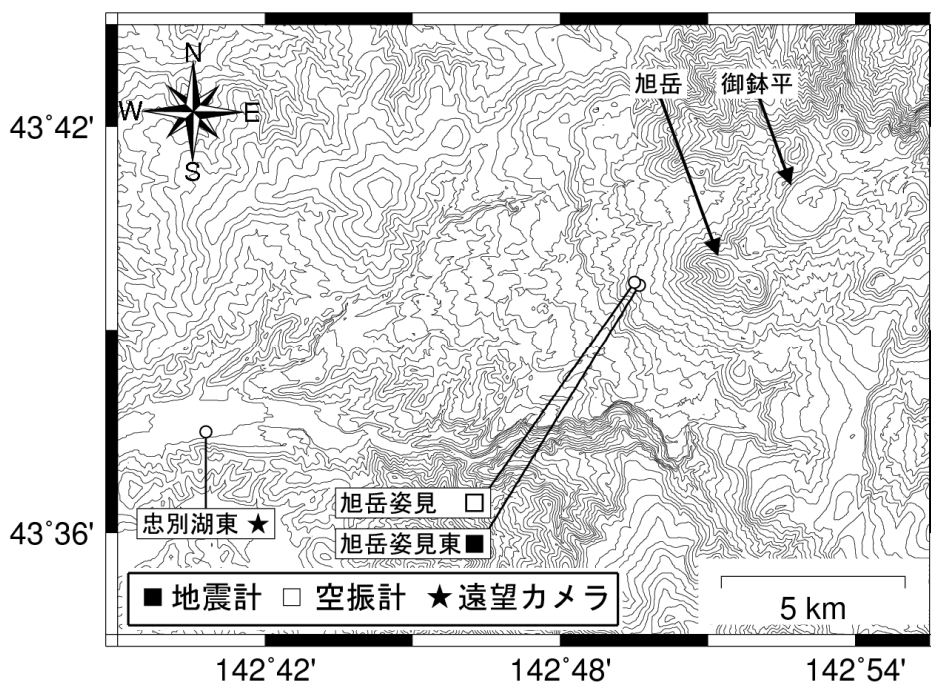 旭岳 御鉢平
N
W E
S
43°42'
忠別湖東 ★
旭岳姿見 □
旭岳姿見東 ■
43°36'
■ 地震計 □ 空振計 ★遠望カメラ
5 km
142°42' 142°48' 142°54'